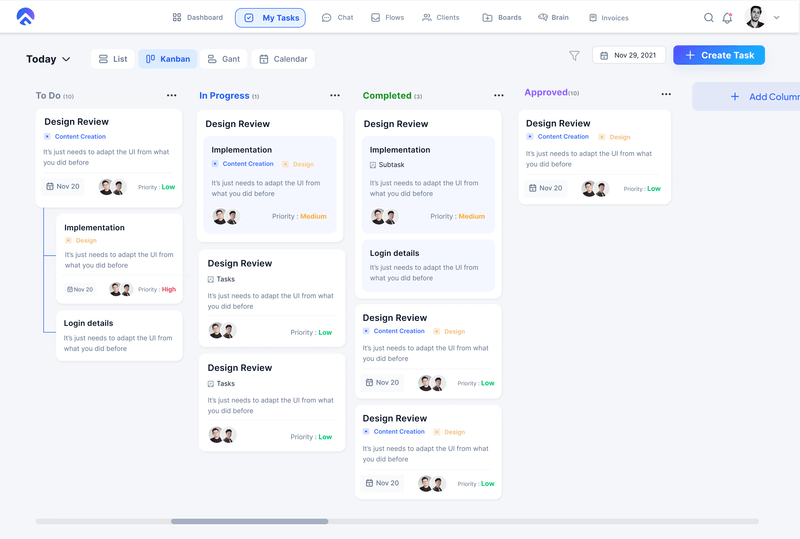 Dashboard
My Tasks
Chat
Flows
Clients
Boards
Brain
Invoices
Today
List
Kanban
Gant
Calendar
Nov 29, 2021
Create Task
To Do (10)
Design Review
Content Creation
It's just needs to adapt the UI from what
you did before
Nov 20
Priority : Low
Implementation
Design
It's just needs to adapt the UI from
what you did before
Nov 20
Priority : High
Login details
It's just needs to adapt the UI from
what you did before
In Progress (1)
Design Review
Implementation
Content Creation
Design
It's just needs to adapt the UI from
what you did before
Priority : Medium
Design Review
Tasks
It's just needs to adapt the UI from what
you did before
Priority : Low
Design Review
Tasks
It's just needs to adapt the UI from what
you did before
Priority : Low
Completed (3)
Design Review
Implementation
Subtask
It's just needs to adapt the UI from
what you did before
Priority : Medium
Login details
It's just needs to adapt the UI from
what you did before
Design Review
Content Creation
Design
It's just needs to adapt the UI from what
you did before
Nov 20
Priority : Low
Design Review
Content Creation
Design
It's just needs to adapt the UI from what
you did before
Nov 20
Priority : Low
Approved(10)
Design Review
Content Creation
Design
It's just needs to adapt the UI from what
you did before
Nov 20
Priority : Low
Add Colum